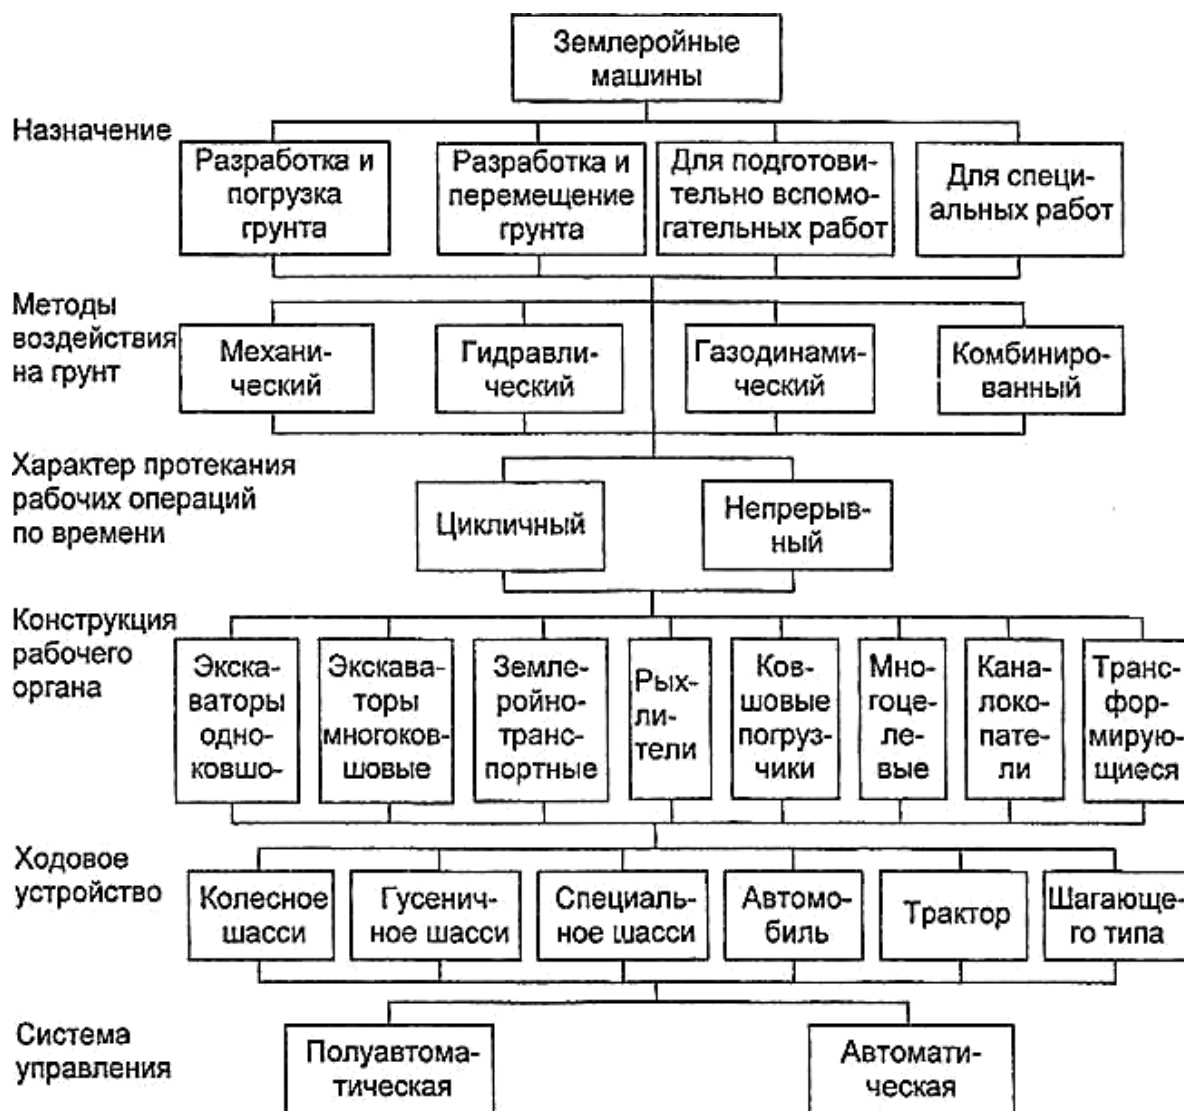 Землеройные
машины
Назначение
Разработка и
погрузка
грунта
Разработка и
перемещение
грунта
Для подготови-
тельно вспомо-
гательных работ
Для специ-
альных работ
Методы
воздействия
на грунт
Механи-
ческий
Гидравли-
ческий
Газодинами-
ческий
Комбиниро-
ванный
Характер протекания
рабочих операций
по времени
Цикличный
Непрерыв-
ный
Конструкция
рабочего
органа
Экска-
ваторы
одно-
ковшо-
Экскава-
торы
многоков-
шовые
Земле-
ройно-
транс-
портные
Рых-
ли-
тели
Ков-
шовые
погруз-
чики
Мно-
гоце-
ле-
вые
Кана-
локо-
пате-
ли
Транс-
фор-
мирую-
щиеся
Ходовое
устройство
Колесное
шасси
Гусенич-
ное шасси
Специаль-
ное шасси
Автомо-
биль
Трактор
Шагающе-
го типа
Система
управления
Полуавтома-
тическая
Автомати-
ческая